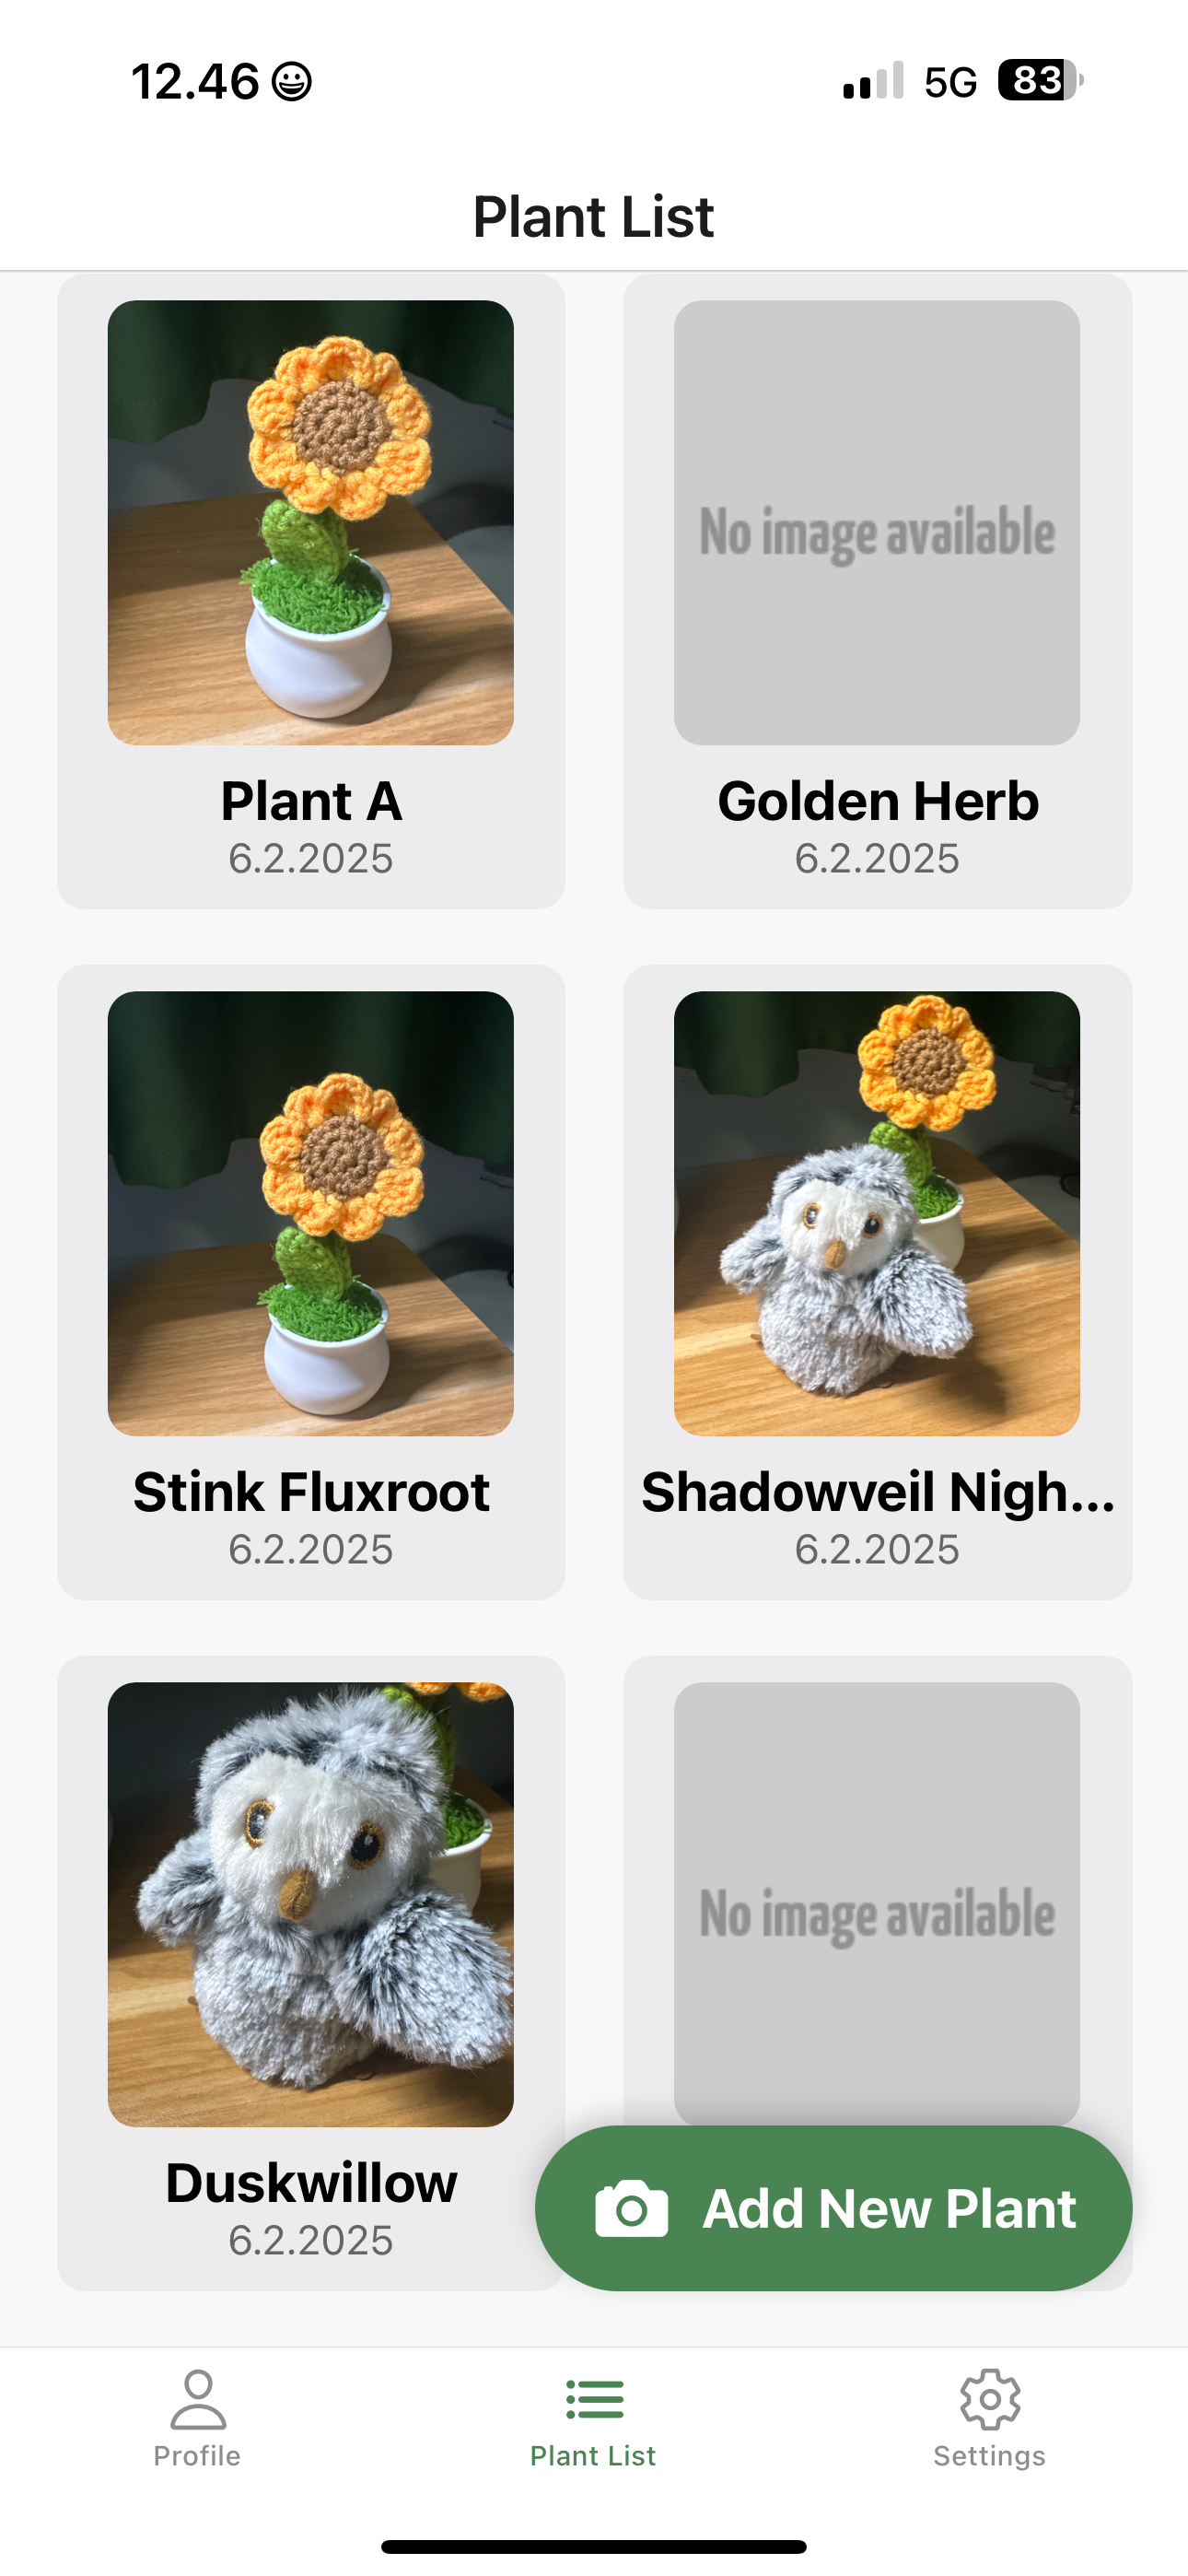 12.46
5G 83
Plant List
No image available
Plant A
Golden Herb
6.2.2025
6.2.2025
Stink Fluxroot
Shadowveil Nigh...
6.2.2025
6.2.2025
No image available
Duskwillow
6.2.2025
Add New Plant
Profile
Plant List
Settings